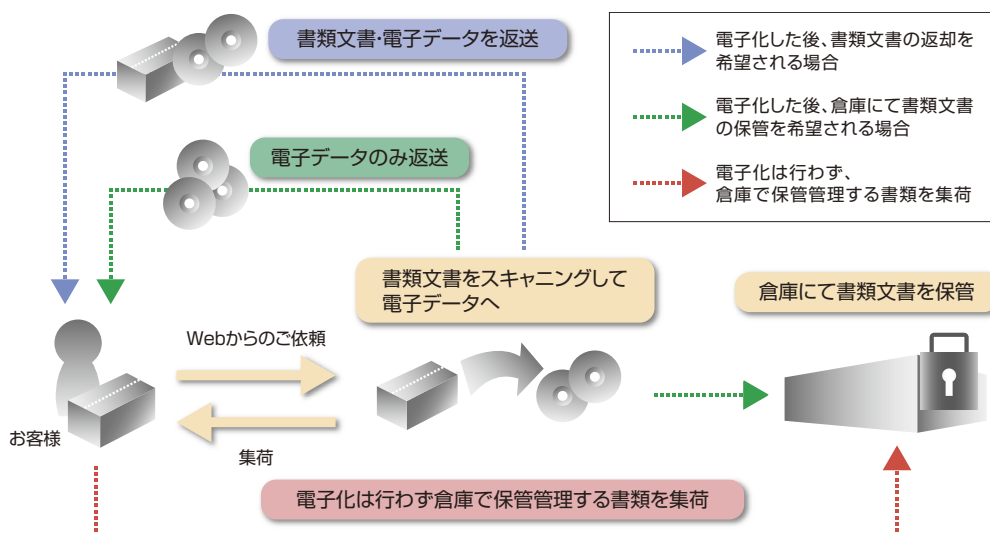 書類文書・電子データを返送
電子化した後、書類文書の返却を
希望される場合
電子化した後、倉庫にて書類文書
の保管を希望される場合
電子化は行わず、
倉庫で保管管理する書類を集荷
電子データのみ返送
書類文書をスキャニングして
電子データへ
倉庫にて書類文書を保管
Webからのご依頼
お客様
集荷
電子化は行わず倉庫で保管管理する書類を集荷